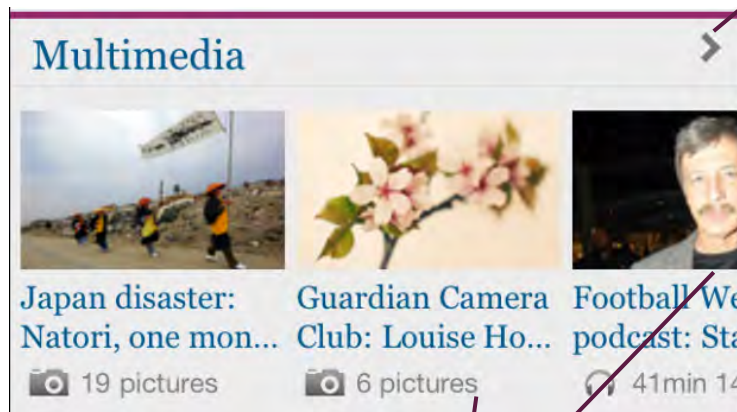 Multimedia
Japan disaster:
Natori, one mon...
Guardian Camera
Club: Louise Ho...
Football We
podcast: Sta
19 pictures
6 pictures
41min 14